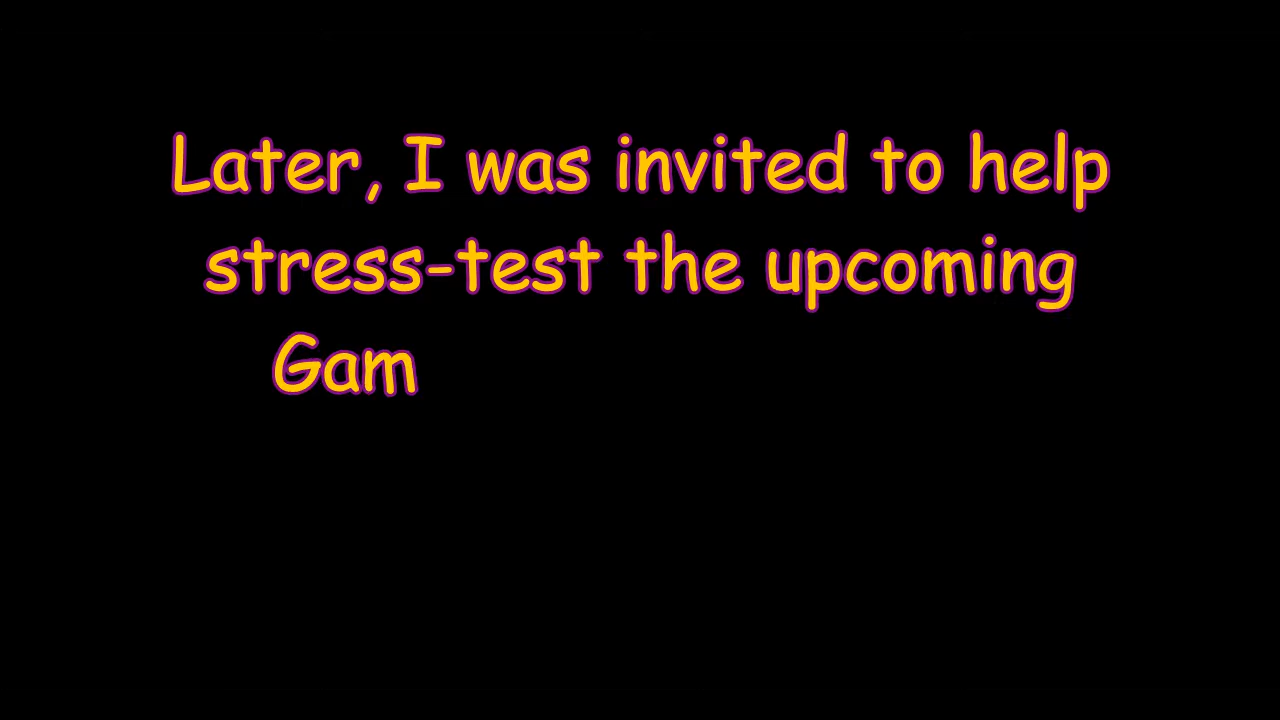 Later, I was invited to help
stress-test the upcoming
Gam